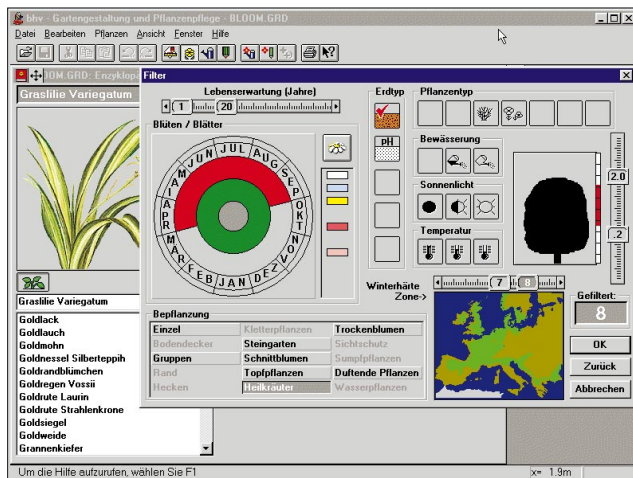 bhv - Gartengestaltung und Pflanzenpflege - BLOOM.GRD
Datei Bearbeiten Pflanzen Ansicht Fenster Hilfe
OOM.GRD: Enzyklopä
Graslilie Variegatum
Filter
Lebenserwartung (Jahre)
1 20
Blüten / Blätter
JAN DEZ NOV OKT SEP AUG JUL JUN MAI APR MÄR FEB
Erdtyp
pH
Pflanzentyp
Bewässerung
Sonnenlicht
Temperatur
2.0
.2
Winterhäte
Zone->
7 8
Gefiltert:
8
OK
Zurück
Abbrechen
Bepflanzung
Einzel Kletterpflanzen Trockenblumen
Bodendecker Steingarten Sichtschutz
Gruppen Schnittblumen Sumpfpflanzen
Rand Topfpflanzen Duftende Pflanzen
Hecken Heilkräuter Wasserpflanzen
Graslilie Variegatum
Goldlack
Goldlauch
Goldmohn
Goldnessel Silberteppih
Goldrandblümchen
Goldregen Vossii
Goldrute Laurin
Goldrute Strahlenkrone
Goldsiegel
Goldweide
Grannenkiefer
Um die Hilfe aufzurufen, wählen Sie F1
x= 1.9m